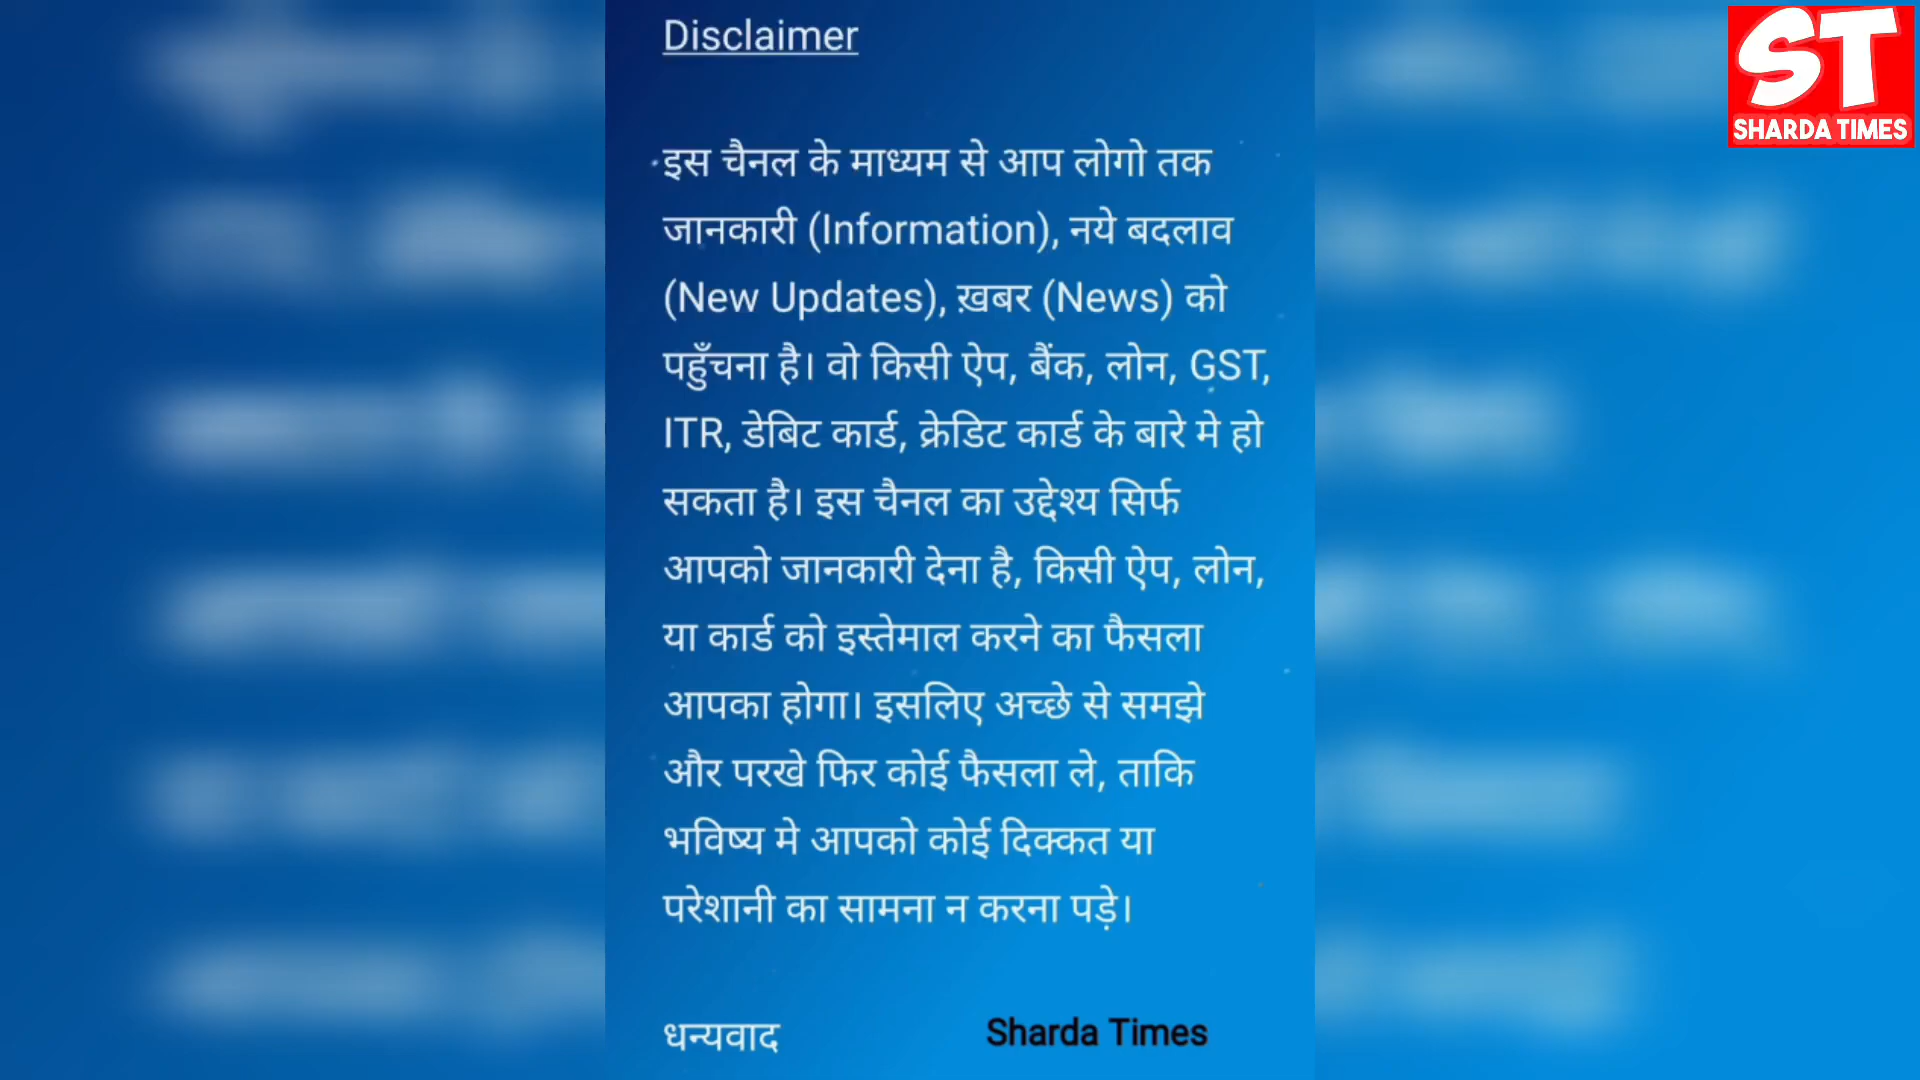 Disclaimer
इस चैनल के माध्यम से आप लोगो तक
जानकारी (Information), नये बदलाव
(New Updates), ख़बर (News) को
पहुँचना है। वो किसी ऐप, बैंक, लोन, GST,
ITR, डेबिट कार्ड, क्रेडिट कार्ड के बारे मे हो
सकता है। इस चैनल का उद्देश्य सिर्फ
आपको जानकारी देना है, किसी ऐप, लोन,
या कार्ड को इस्तेमाल करने का फैसला
आपका होगा। इसलिए अच्छे से समझे
और परखे फिर कोई फैसला ले, ताकि
भविष्य मे आपको कोई दिक्कत या
परेशानी का सामना न करना पड़े।
धन्यवाद
Sharda Times
ST
SHARDA TIMES